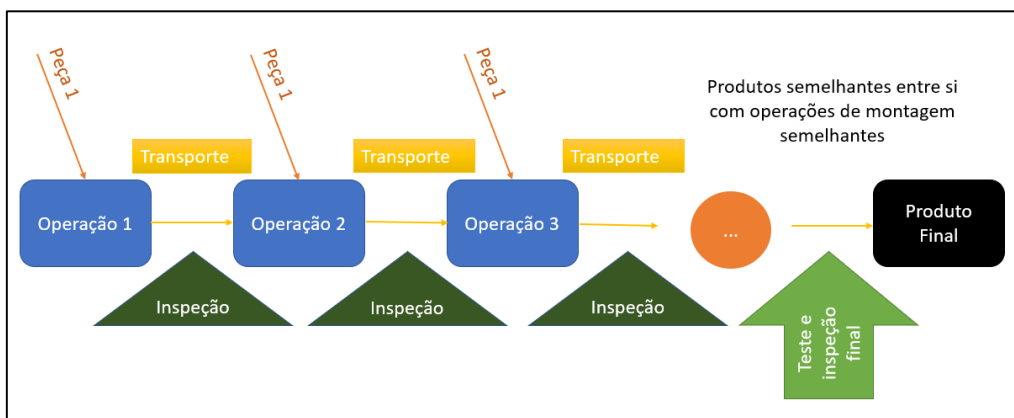 Peça 1
Peça 1
Peça 1
Produtos semelhantes entre si
com operações de montagem
semelhantes
Transporte
Transporte
Transporte
Operação 1
Operação 2
Operação 3
...
Produto
Final
Inspeção
Inspeção
Inspeção
Teste e
inspeção
final